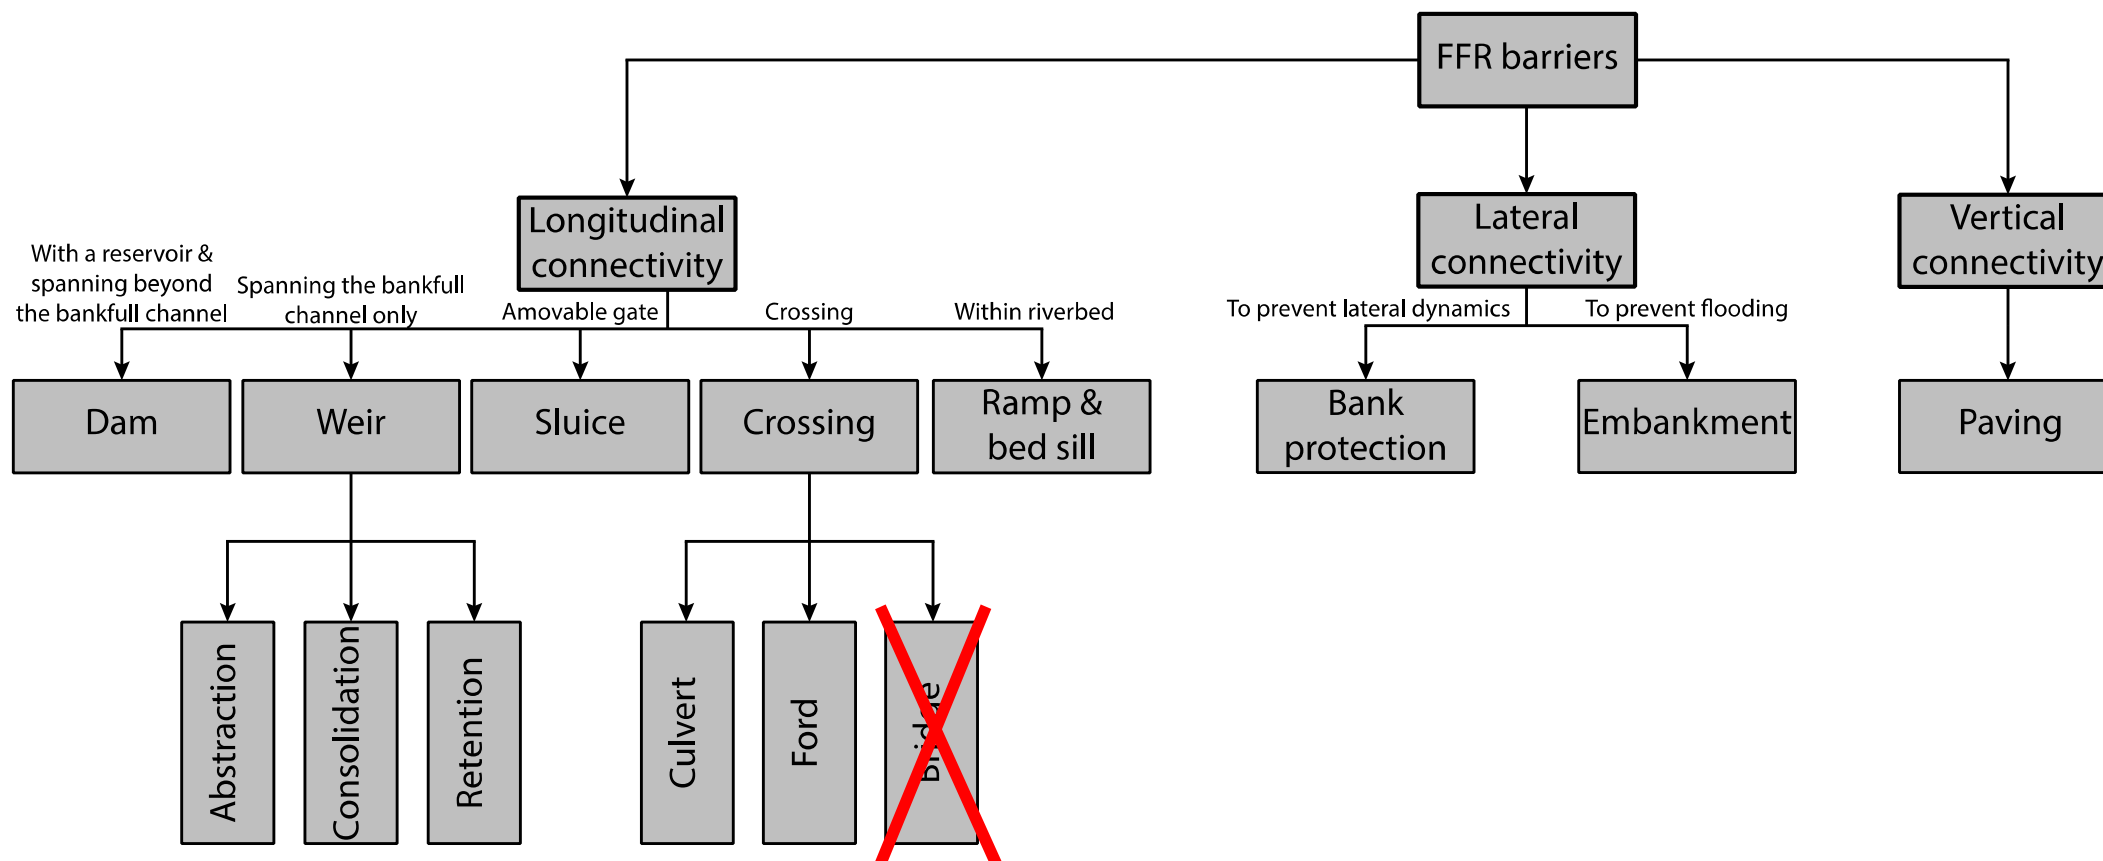 FFR barriers
Longitudinal
connectivity
Lateral
connectivity
Vertical
connectivity
With a reservoir &
spanning beyond
the bankfull channel
Spanning the bankfull
channel only
Amovable gate
Crossing
Within riverbed
To prevent lateral dynamics
To prevent flooding
Dam
Weir
Sluice
Crossing
Ramp &
bed sill
Bank
protection
Embankment
Paving
Abstraction
Consolidation
Retention
Culvert
Ford
Bridge